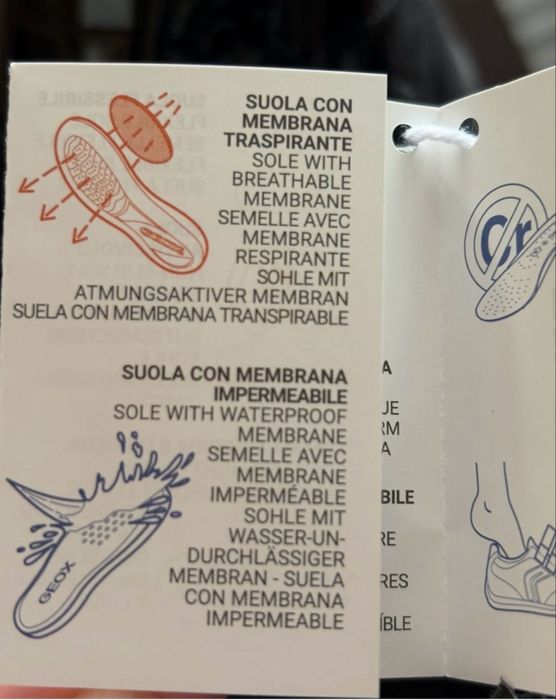 SUOLA CON
MEMBRANA
TRASPIRANTE
SOLE WITH
BREATHABLE
MEMBRANE
SEMELLE AVEC
MEMBRANE
RESPIRANTE
SOHLE MIT
ATMUNGSAKTIVER MEMBRAN
SUELA CON MEMBRANA TRANSPIRABLE
SUOLA CON MEMBRANA
IMPERMEABILE
SOLE WITH WATERPROOF
MEMBRANE
SEMELLE AVEC
MEMBRANE
IMPERMÉABLE
SOHLE MIT
WASSER-UN-
DURCHLÄSSIGER
MEMBRAN - SUELA
CON MEMBRANA
IMPERMEABLE
GEOX
Cr